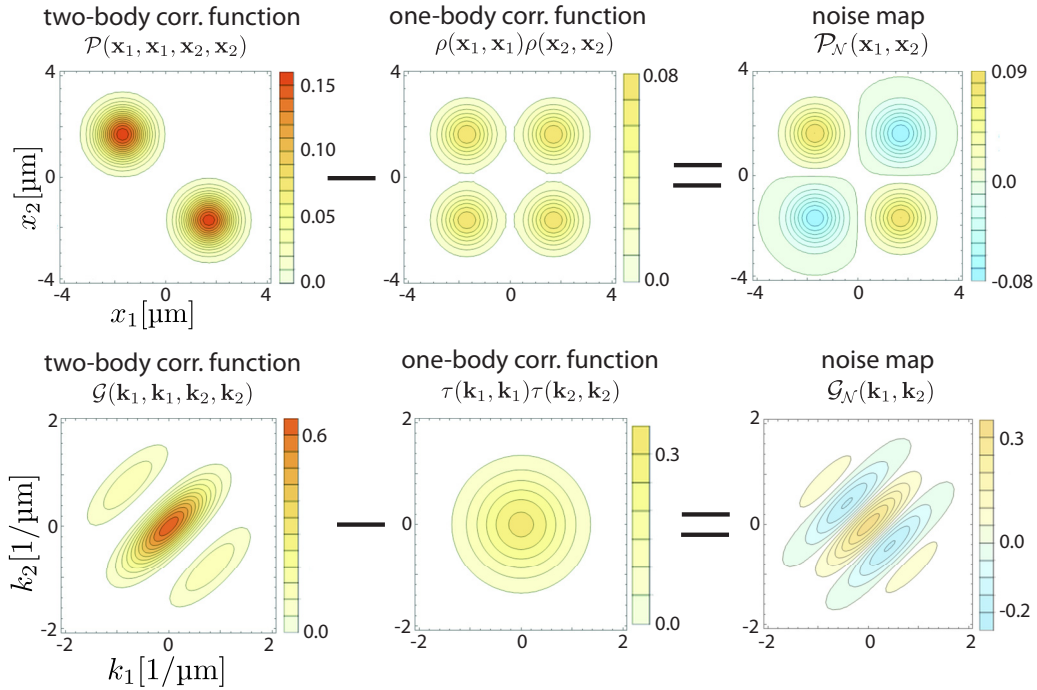 two-body corr. function
one-body corr. function
noise map
𝒫(x₁, x₁, x₂, x₂)
ρ(x₁, x₁)ρ(x₂, x₂)
𝒫_𝒩(x₁, x₂)
4
0
-4
x₂[µm]
-4 0 4
x₁[µm]
0.15
0.10
0.05
0.0
4
0
-4
-4 0 4
0.08
0.0
4
0
-4
-4 0 4
0.09
0.0
-0.08
two-body corr. function
one-body corr. function
noise map
𝒢(k₁, k₁, k₂, k₂)
τ(k₁, k₁)τ(k₂, k₂)
𝒢_𝒩(k₁, k₂)
2
0
-2
k₂[1/µm]
-2 0 2
k₁[1/µm]
0.6
0.0
2
0
-2
-2 0 2
0.3
0.0
2
0
-2
-2 0 2
0.3
0.0
-0.2